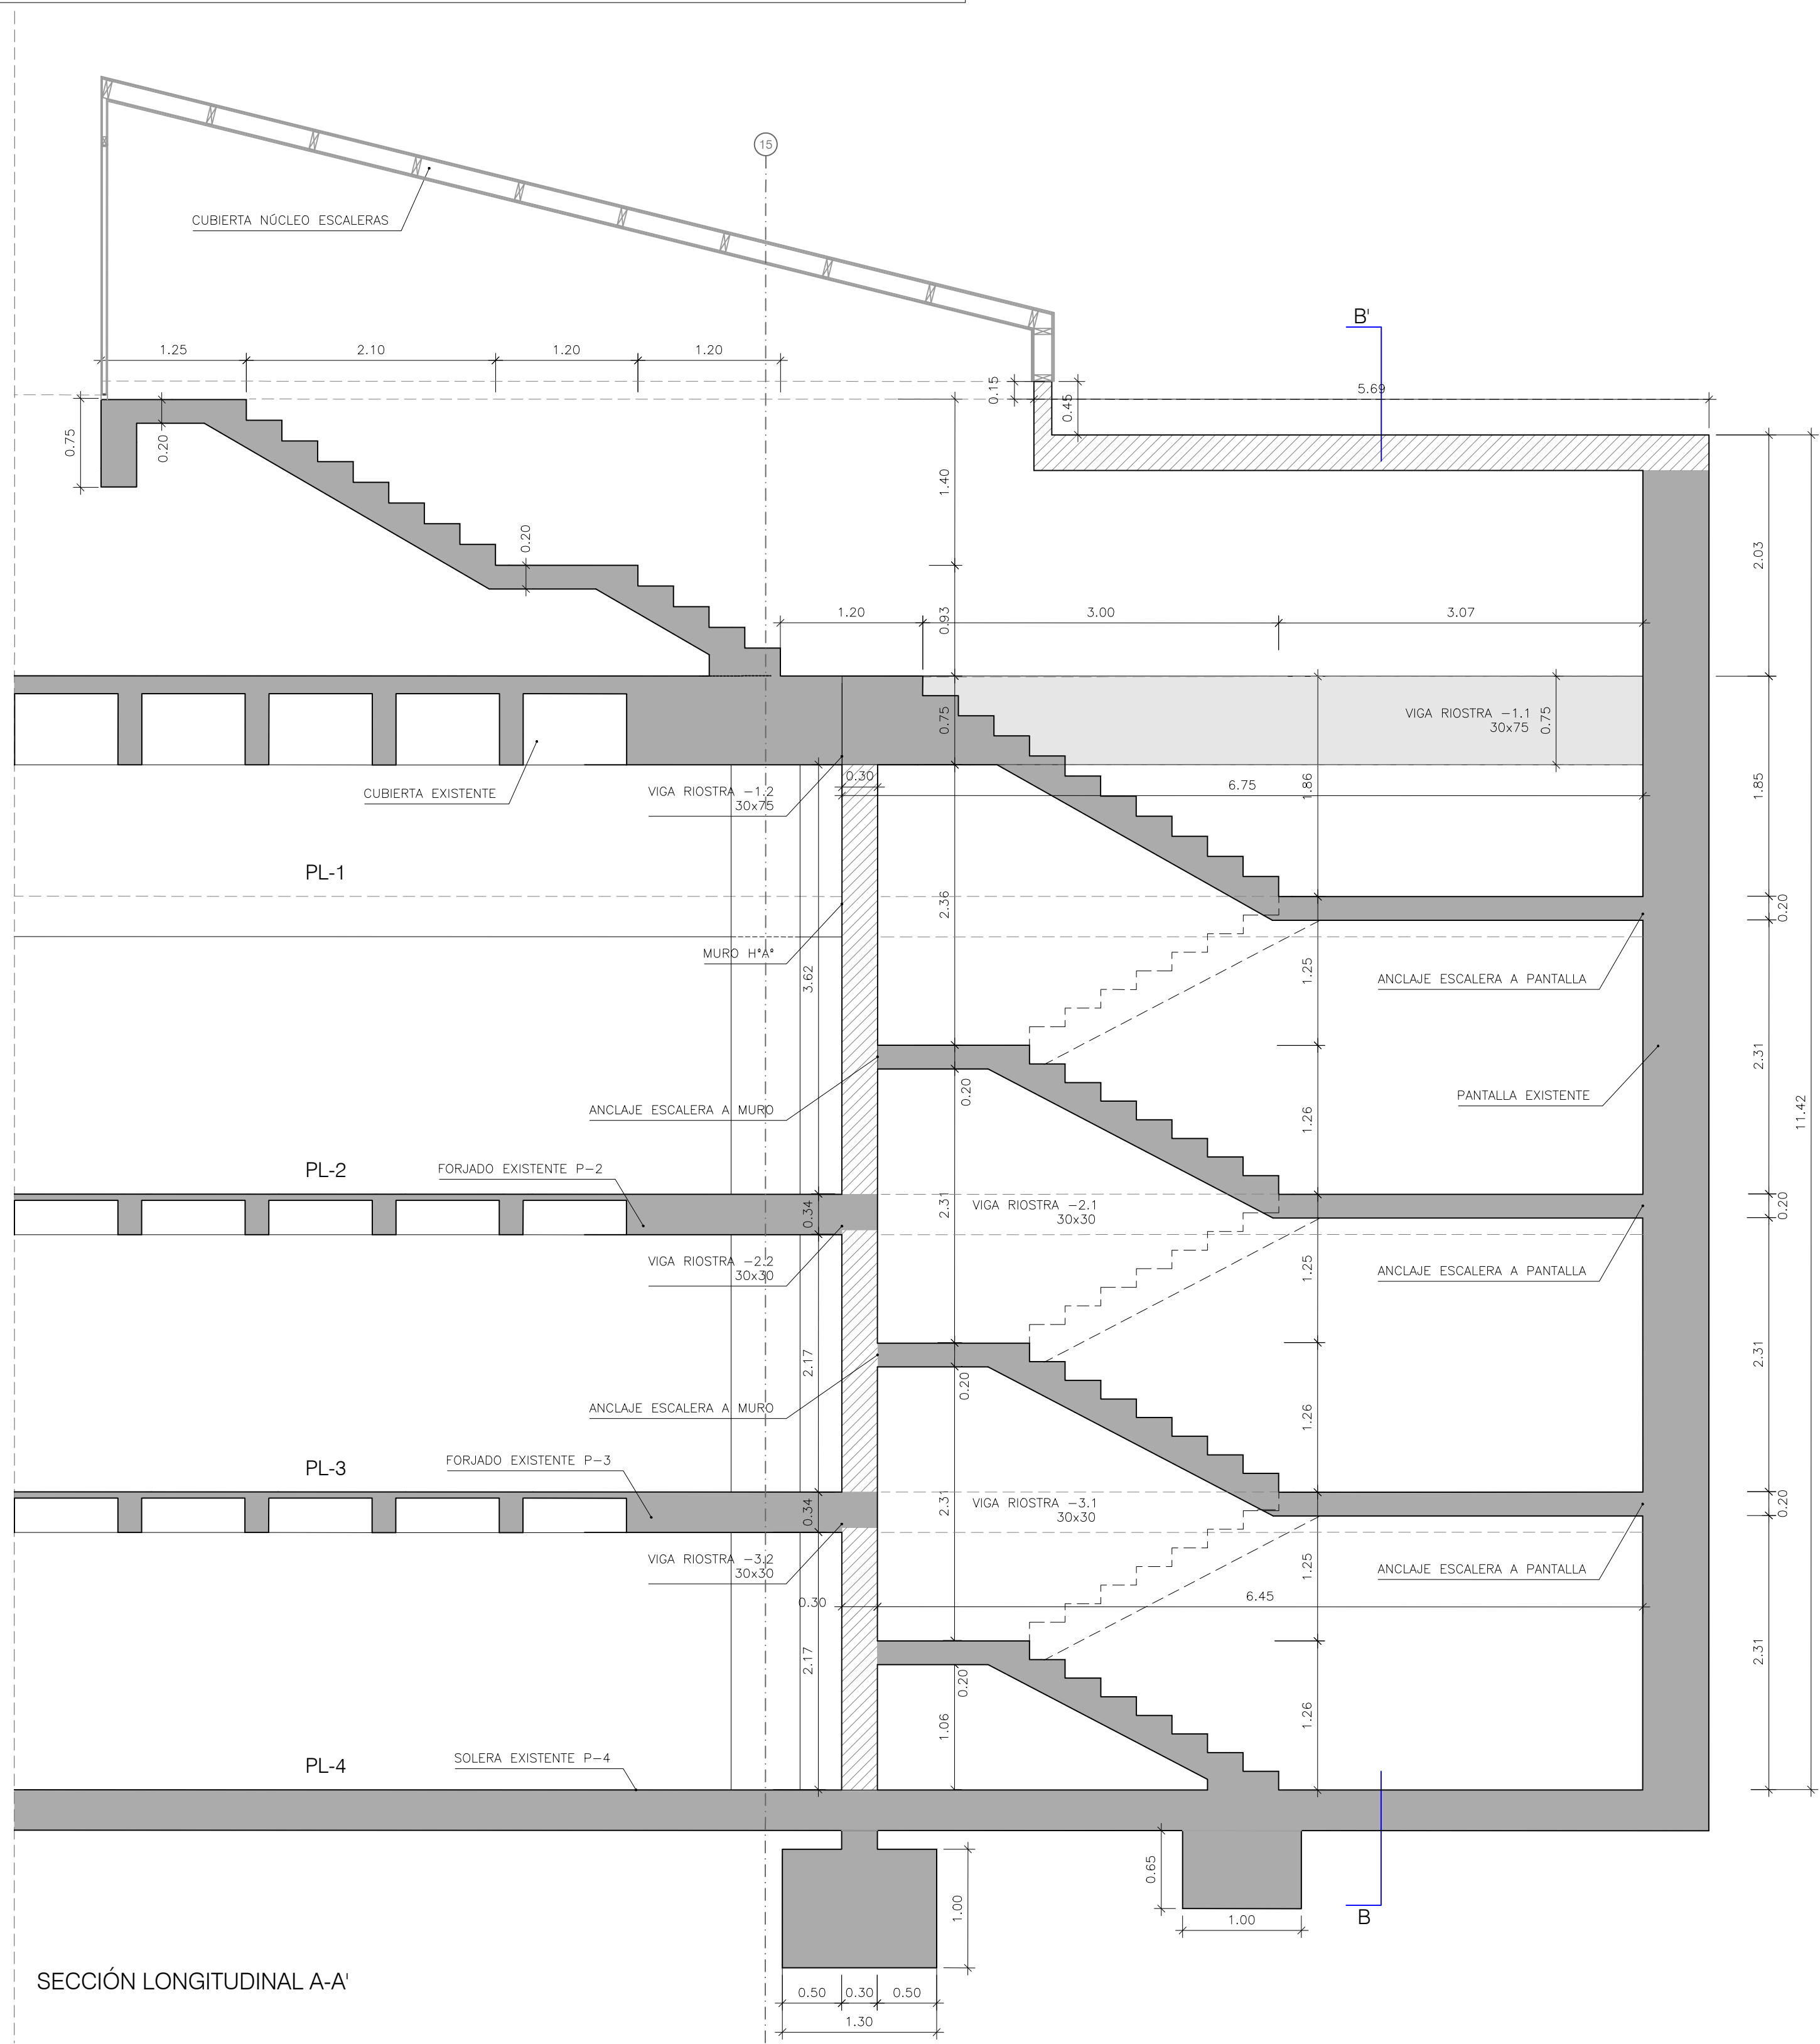 15
CUBIERTA NÚCLEO ESCALERAS
B'
1.25
2.10
1.20
1.20
0.15
0.45
5.69
0.75
0.20
1.40
0.20
2.03
0.93
1.20
3.00
3.07
0.75
VIGA RIOSTRA -1.1
30x75
0.75
0.30
6.75
1.86
1.85
CUBIERTA EXISTENTE
VIGA RIOSTRA -1.2
30x75
PL-1
2.36
0.20
MURO HªAª
3.62
1.25
ANCLAJE ESCALERA A PANTALLA
2.31
0.20
ANCLAJE ESCALERA A MURO
1.26
PANTALLA EXISTENTE
11.42
PL-2
FORJADO EXISTENTE P-2
0.34
2.31
VIGA RIOSTRA -2.1
30x30
0.20
VIGA RIOSTRA -2.2
30x30
1.25
ANCLAJE ESCALERA A PANTALLA
2.17
0.20
2.31
ANCLAJE ESCALERA A MURO
1.26
PL-3
FORJADO EXISTENTE P-3
0.34
2.31
VIGA RIOSTRA -3.1
30x30
0.20
VIGA RIOSTRA -3.2
30x30
1.25
ANCLAJE ESCALERA A PANTALLA
0.30
6.45
2.17
0.20
2.31
1.06
1.26
PL-4
SOLERA EXISTENTE P-4
0.65
1.00
1.00
B
SECCIÓN LONGITUDINAL A-A'
0.50
0.30
0.50
1.30